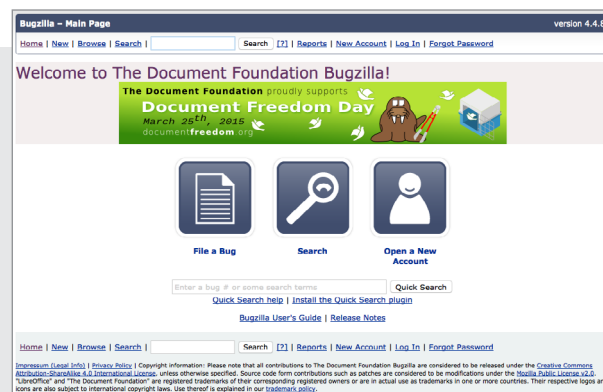 Bugzilla – Main Page version 4.4.8
Home | New | Browse | Search | Search [?] | Reports | New Account | Log In | Forgot Password
Welcome to The Document Foundation Bugzilla!
The Document Foundation proudly supports
Document Freedom Day
March 25th, 2015
documentfreedom.org
File a Bug Search Open a New Account
Enter a bug # or some search terms Quick Search
Quick Search help | Install the Quick Search plugin
Bugzilla User's Guide | Release Notes
Home | New | Browse | Search | Search [?] | Reports | New Account | Log In | Forgot Password
Impressum (Legal Info) | Privacy Policy | Copyright information: Please note that all contributions to The Document Foundation Bugzilla are considered to be released under the Creative Commons
Attribution-ShareAlike 4.0 International License, unless otherwise specified. Source code form contributions such as patches are considered to be modifications under the Mozilla Public License v2.0.
"LibreOffice" and "The Document Foundation" are registered trademarks of their corresponding registered owners or are in actual use as trademarks in one or more countries. Their respective logos and
icons are also subject to international copyright laws. Use thereof is explained in our trademark policy.